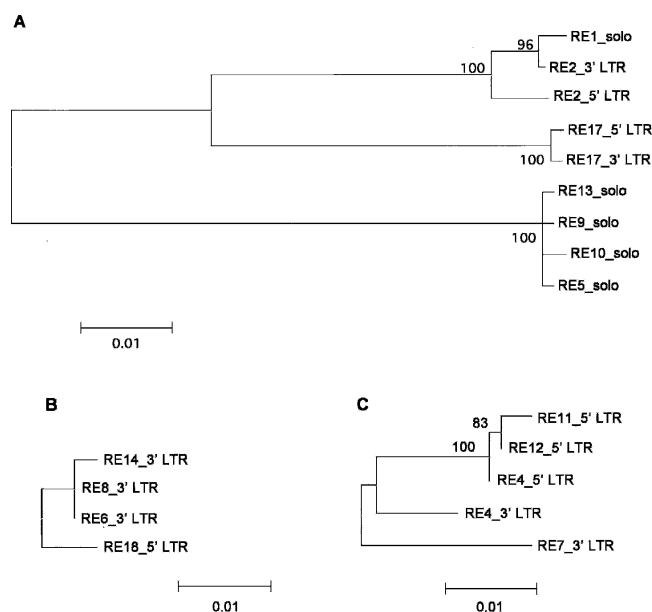 A
RE1_solo
96
RE2_3' LTR
100
RE2_5' LTR
RE17_5' LTR
RE17_3' LTR
100
RE13_solo
RE9_solo
100
RE10_solo
RE5_solo
0.01
B
RE14_3' LTR
RE8_3' LTR
RE6_3' LTR
RE18_5' LTR
0.01
C
83
RE11_5' LTR
100
RE12_5' LTR
RE4_5' LTR
RE4_3' LTR
RE7_3' LTR
0.01